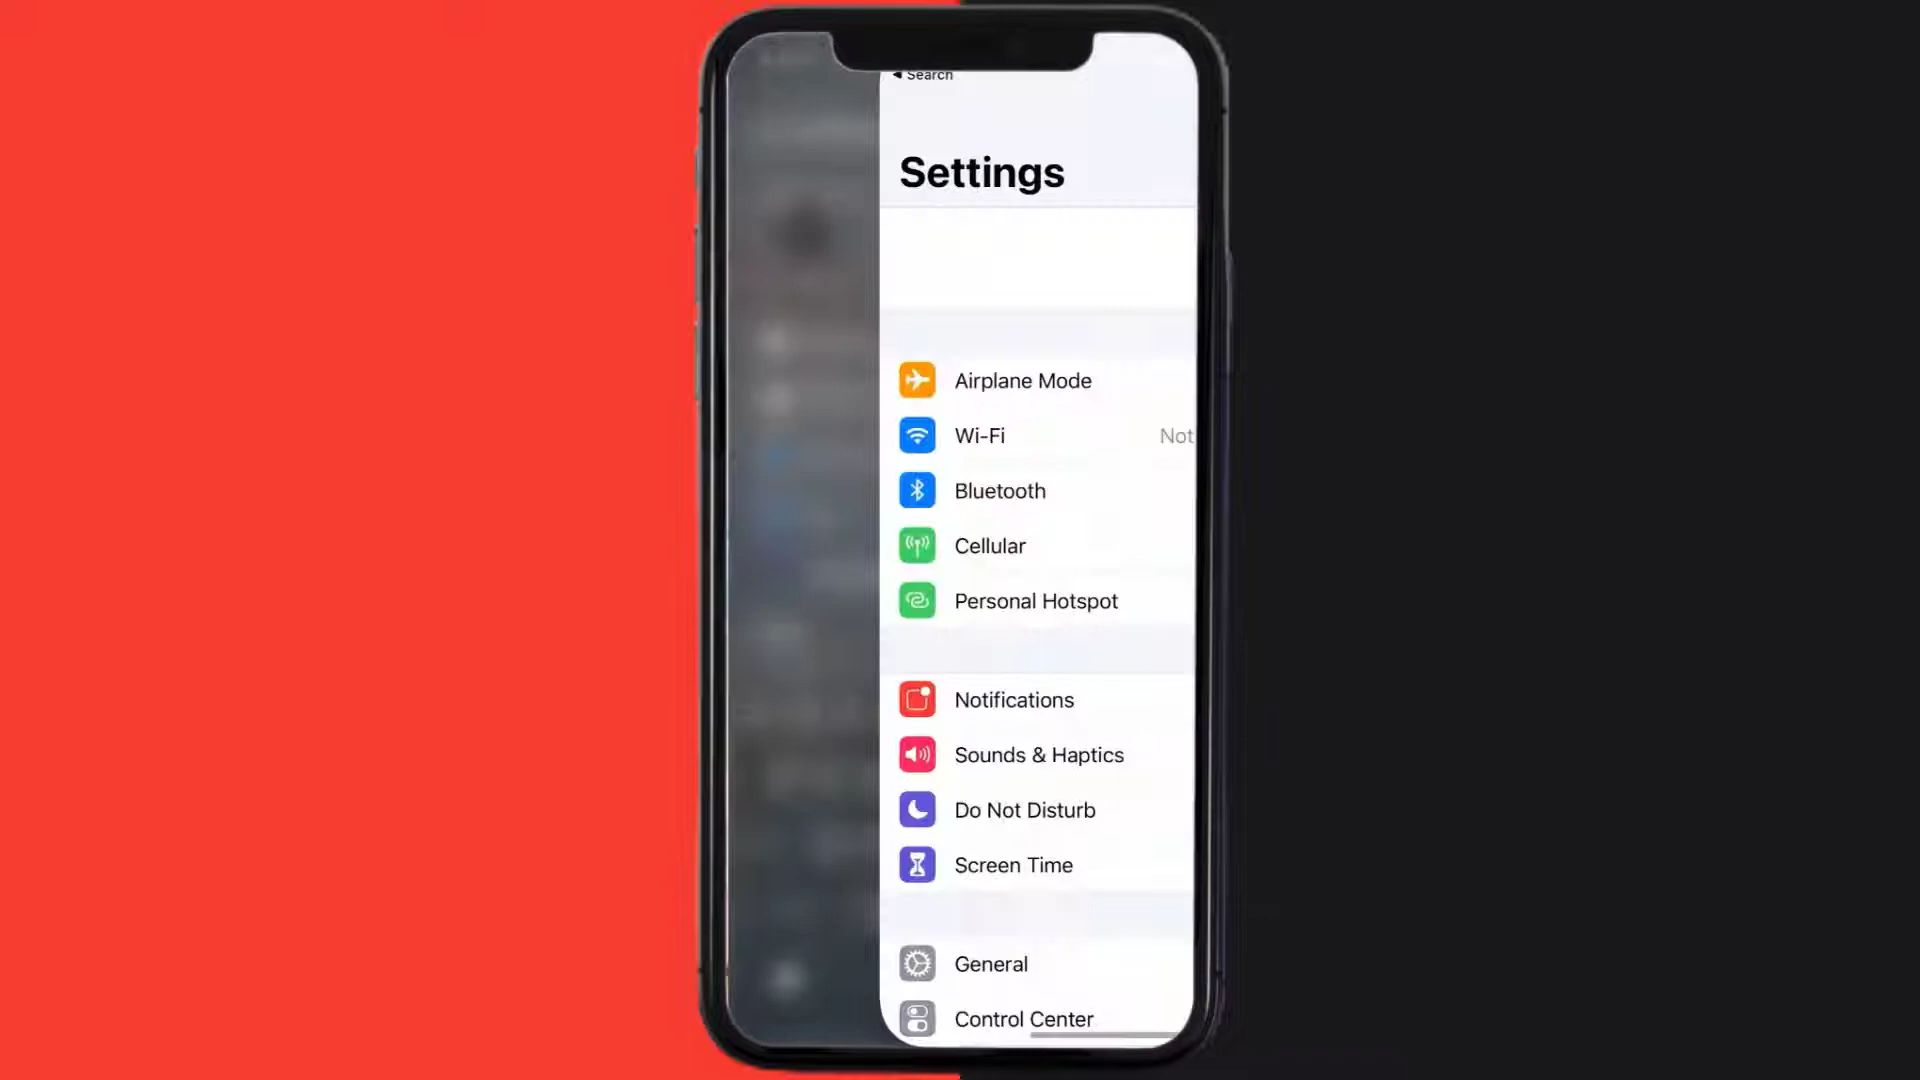 ◀ Search
Settings
Airplane Mode
Wi-Fi Not
Bluetooth
Cellular
Personal Hotspot
Notifications
Sounds & Haptics
Do Not Disturb
Screen Time
General
Control Center